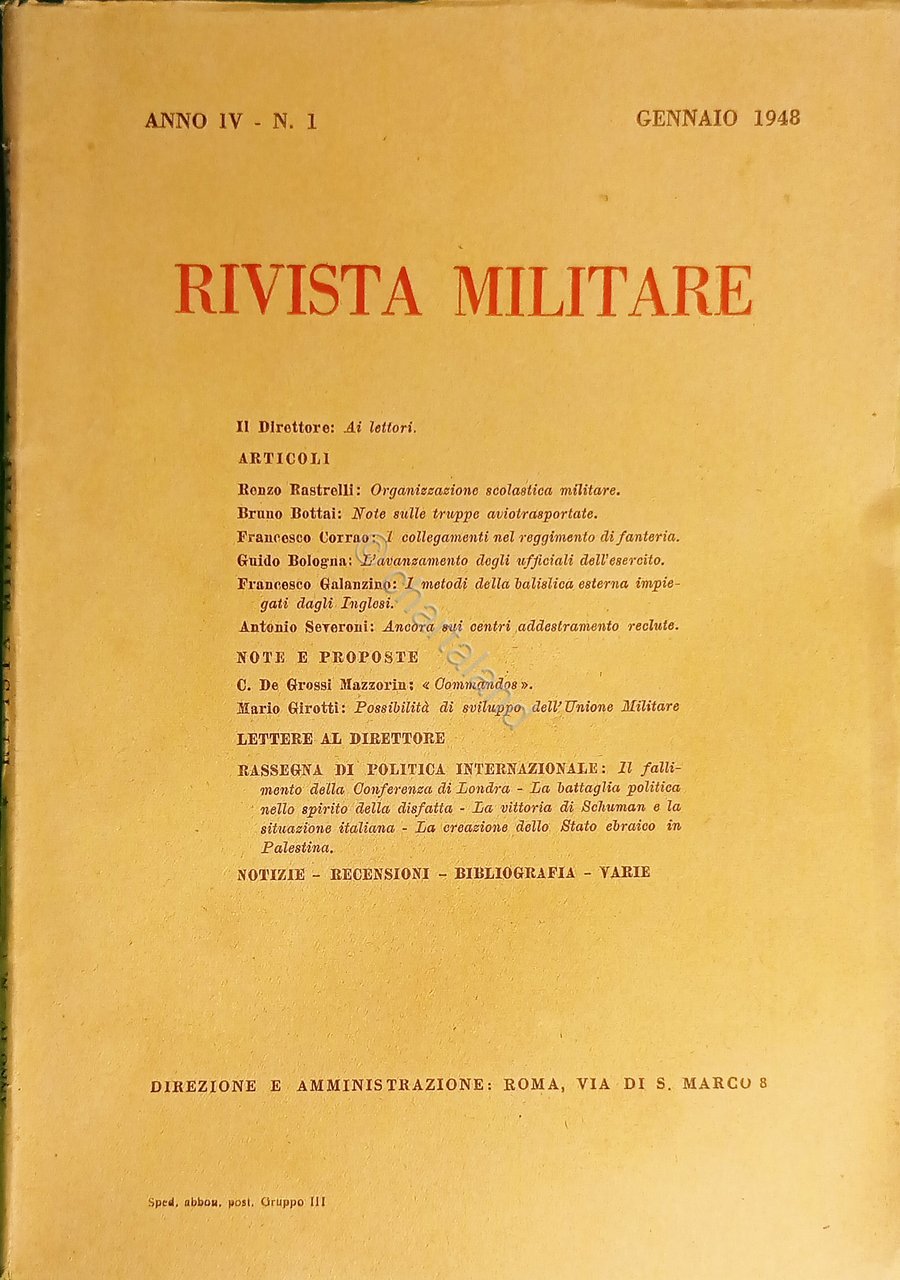 ANNO IV - N. 1
GENNAIO 1948
RIVISTA MILITARE
Il Direttore: Ai lettori.
ARTICOLI
Renzo Rastrelli: Organizzazione scolastica militare.
Bruno Bottai: Note sulle truppe aviotrasportate.
Francesco Corrao: I collegamenti nel reggimento di fanteria.
Guido Bologna: L'avanzamento degli ufficiali dell'esercito.
Francesco Galanzino: I metodi della balistica esterna impie-
gati dagli Inglesi.
Antonio Severoni: Ancora sui centri addestramento reclute.
NOTE E PROPOSTE
C. De Grossi Mazzorin: « Commandos ».
Mario Girotti: Possibilità di sviluppo dell'Unione Militare
LETTERE AL DIRETTORE
RASSEGNA DI POLITICA INTERNAZIONALE: Il falli-
mento della Conferenza di Londra - La battaglia politica
nello spirito della disfatta - La vittoria di Schuman e la
situazione italiana - La creazione dello Stato ebraico in
Palestina.
NOTIZIE - RECENSIONI - BIBLIOGRAFIA - VARIE
DIREZIONE E AMMINISTRAZIONE: ROMA, VIA DI S. MARCO 8
Sped. abbon. post. Gruppo III
© chartaland